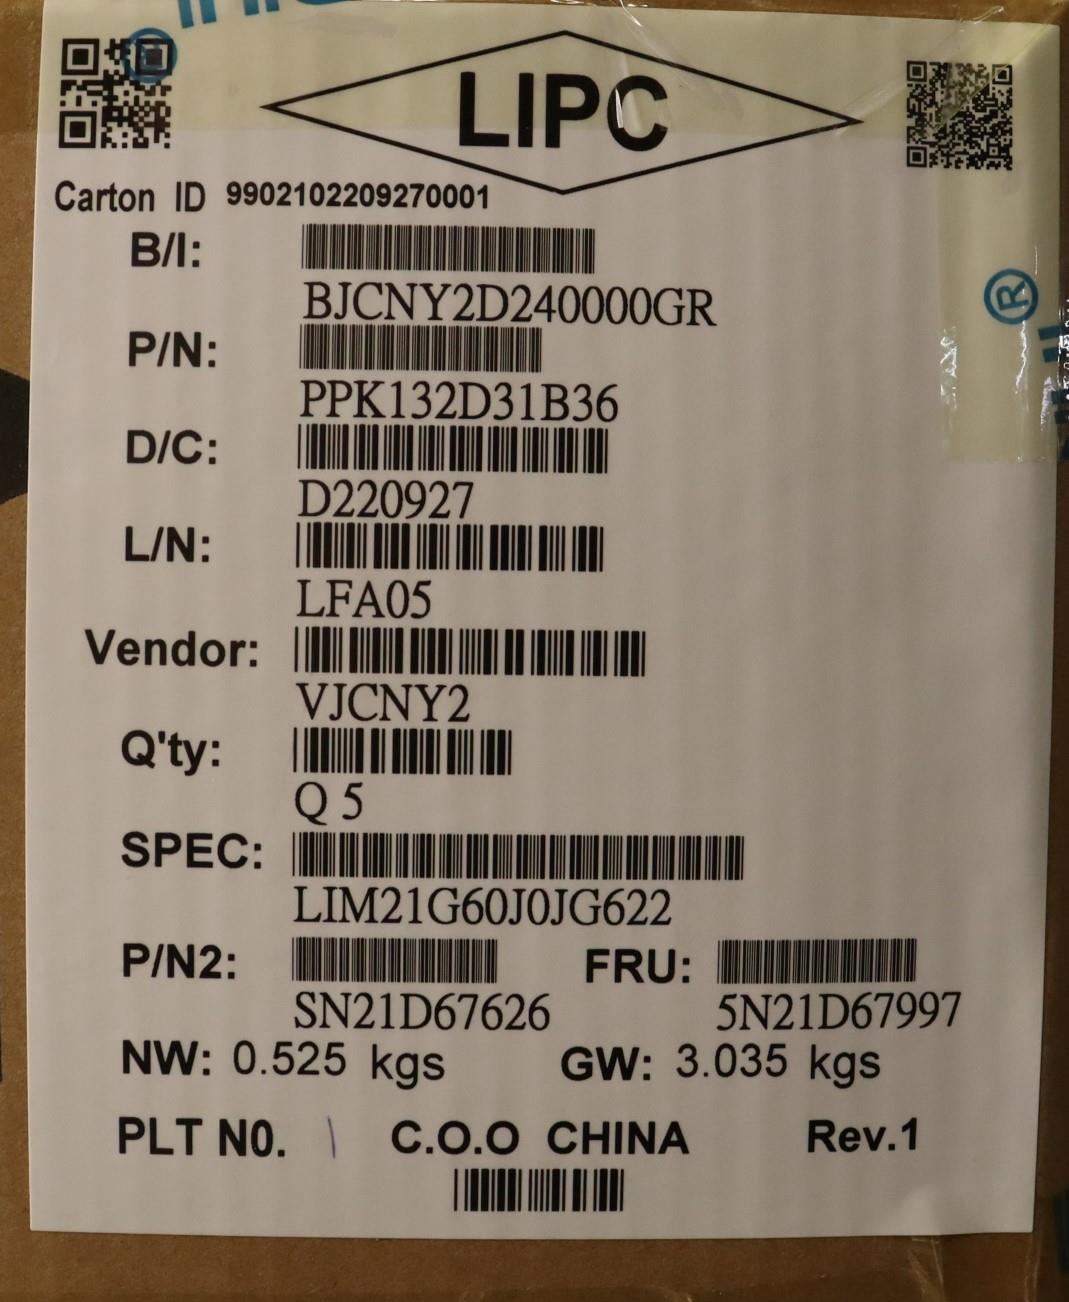 LIPC
Carton ID 9902102209270001
B/I:
BJCNY2D240000GR
P/N:
PPK132D31B36
D/C:
D220927
L/N:
LFA05
Vendor:
VJCNY2
Q'ty:
Q 5
SPEC:
LIM21G60J0JG622
P/N2: FRU:
SN21D67626 5N21D67997
NW: 0.525 kgs GW: 3.035 kgs
PLT N0. 1 C.O.O CHINA Rev.1
®
®